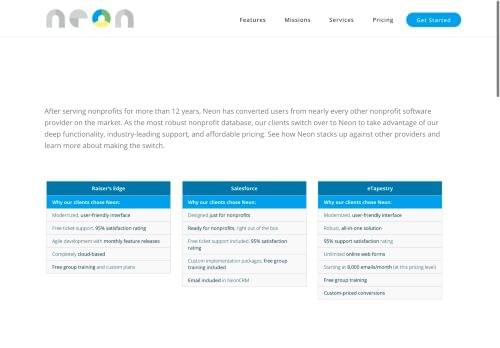 neon
Features Missions Services Pricing Get Started
After serving nonprofits for more than 12 years, Neon has converted users from nearly every other nonprofit software
provider on the market. As the most robust nonprofit database, our clients switch over to Neon to take advantage of our
deep functionality, industry-leading support, and affordable pricing. See how Neon stacks up against other providers and
learn more about making the switch.
Raiser's Edge
Why our clients chose Neon:
Modernized, user-friendly interface
Free ticket support, 95% satisfaction rating
Agile development with monthly feature releases
Completely cloud-based
Free group training and custom plans
Salesforce
Why our clients chose Neon:
Designed just for nonprofits
Ready for nonprofits, right out of the box
Free ticket support included, 95% satisfaction
rating
Custom implementation packages, free group
training included
Email included in NeonCRM
eTapestry
Why our clients chose Neon:
Modernized, user-friendly interface
Robust, all-in-one solution
95% support satisfaction rating
Unlimited online web forms
Starting at 8,000 emails/month (at this pricing level)
Free group training
Custom-priced conversions